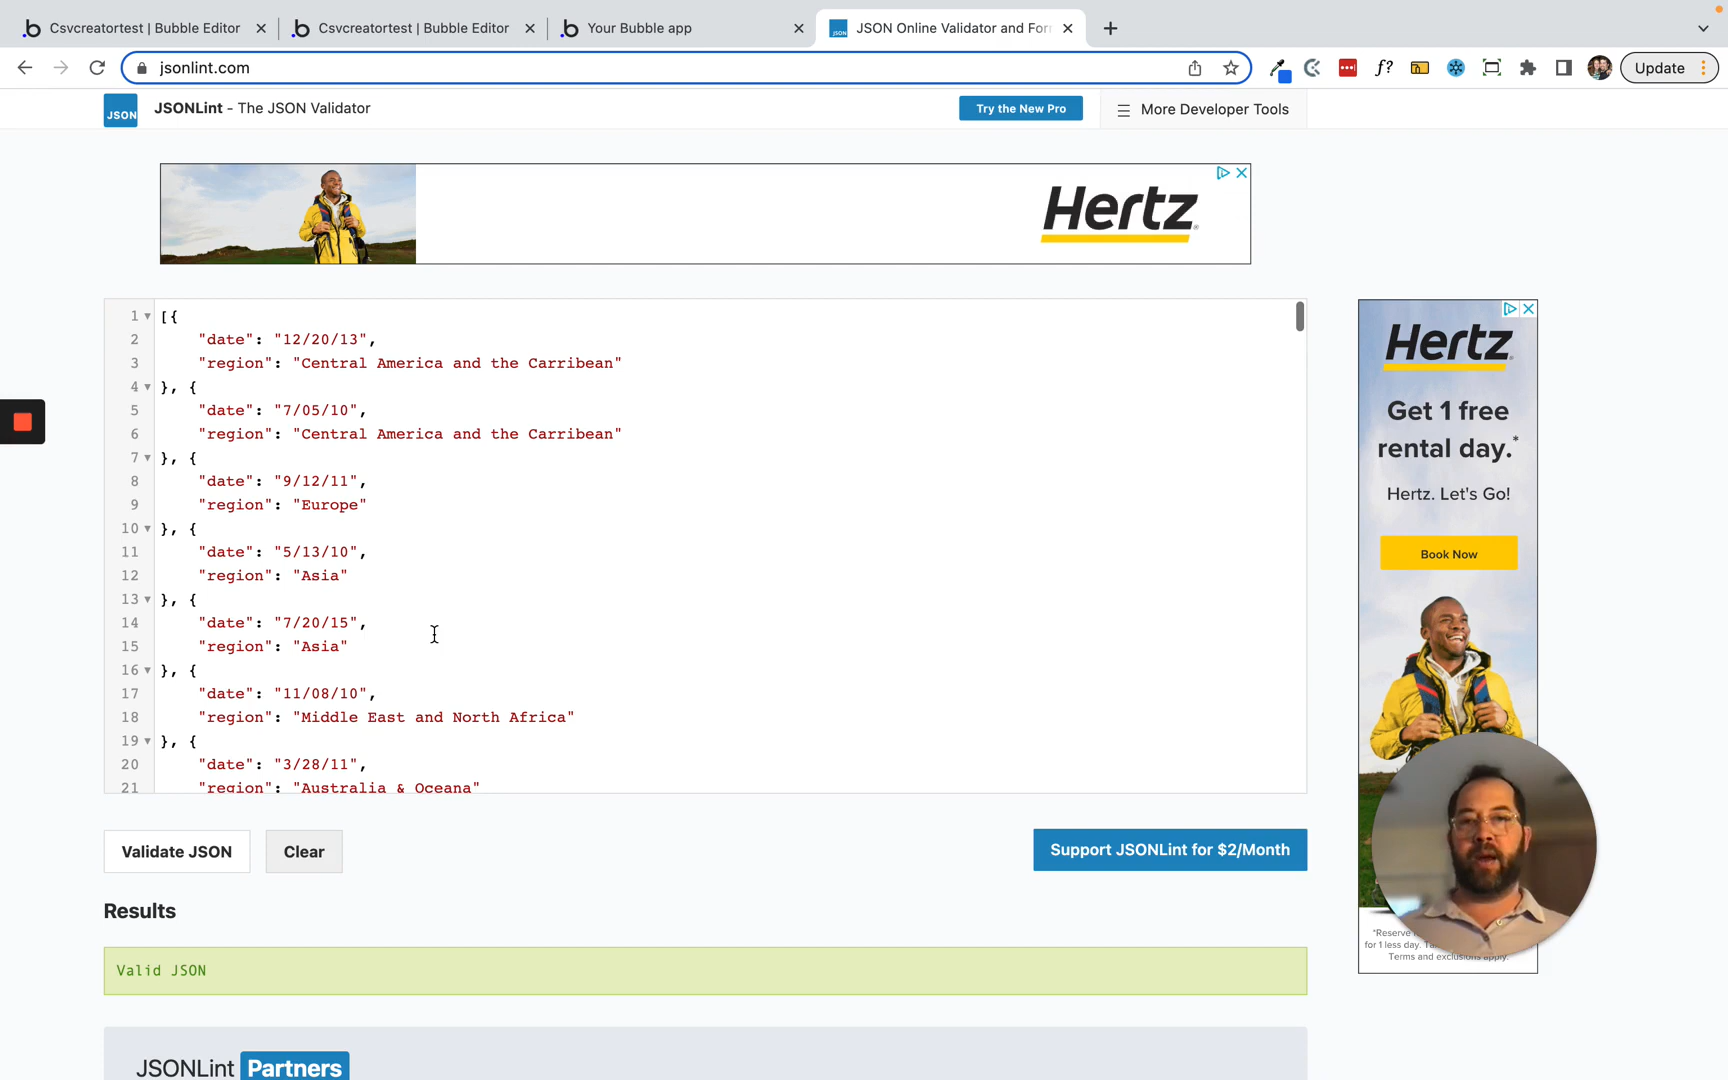 Csvcreatortest | Bubble Editor
Csvcreatortest | Bubble Editor
Your Bubble app
JSON Online Validator and For
jsonlint.com
f?
Update
JSON
JSONLint - The JSON Validator
Try the New Pro
More Developer Tools
Hertz
1 [{
2 "date": "12/20/13",
3 "region": "Central America and the Carribean"
4 }, {
5 "date": "7/05/10",
6 "region": "Central America and the Carribean"
7 }, {
8 "date": "9/12/11",
9 "region": "Europe"
10 }, {
11 "date": "5/13/10",
12 "region": "Asia"
13 }, {
14 "date": "7/20/15",
15 "region": "Asia"
16 }, {
17 "date": "11/08/10",
18 "region": "Middle East and North Africa"
19 }, {
20 "date": "3/28/11",
21 "region": "Australia & Oceana"
Hertz
Get 1 free
rental day.*
Hertz. Let's Go!
Book Now
*Reserve
for 1 less day.
Terms and exclusions apply.
Validate JSON
Clear
Support JSONLint for $2/Month
Results
Valid JSON
JSONLint Partners